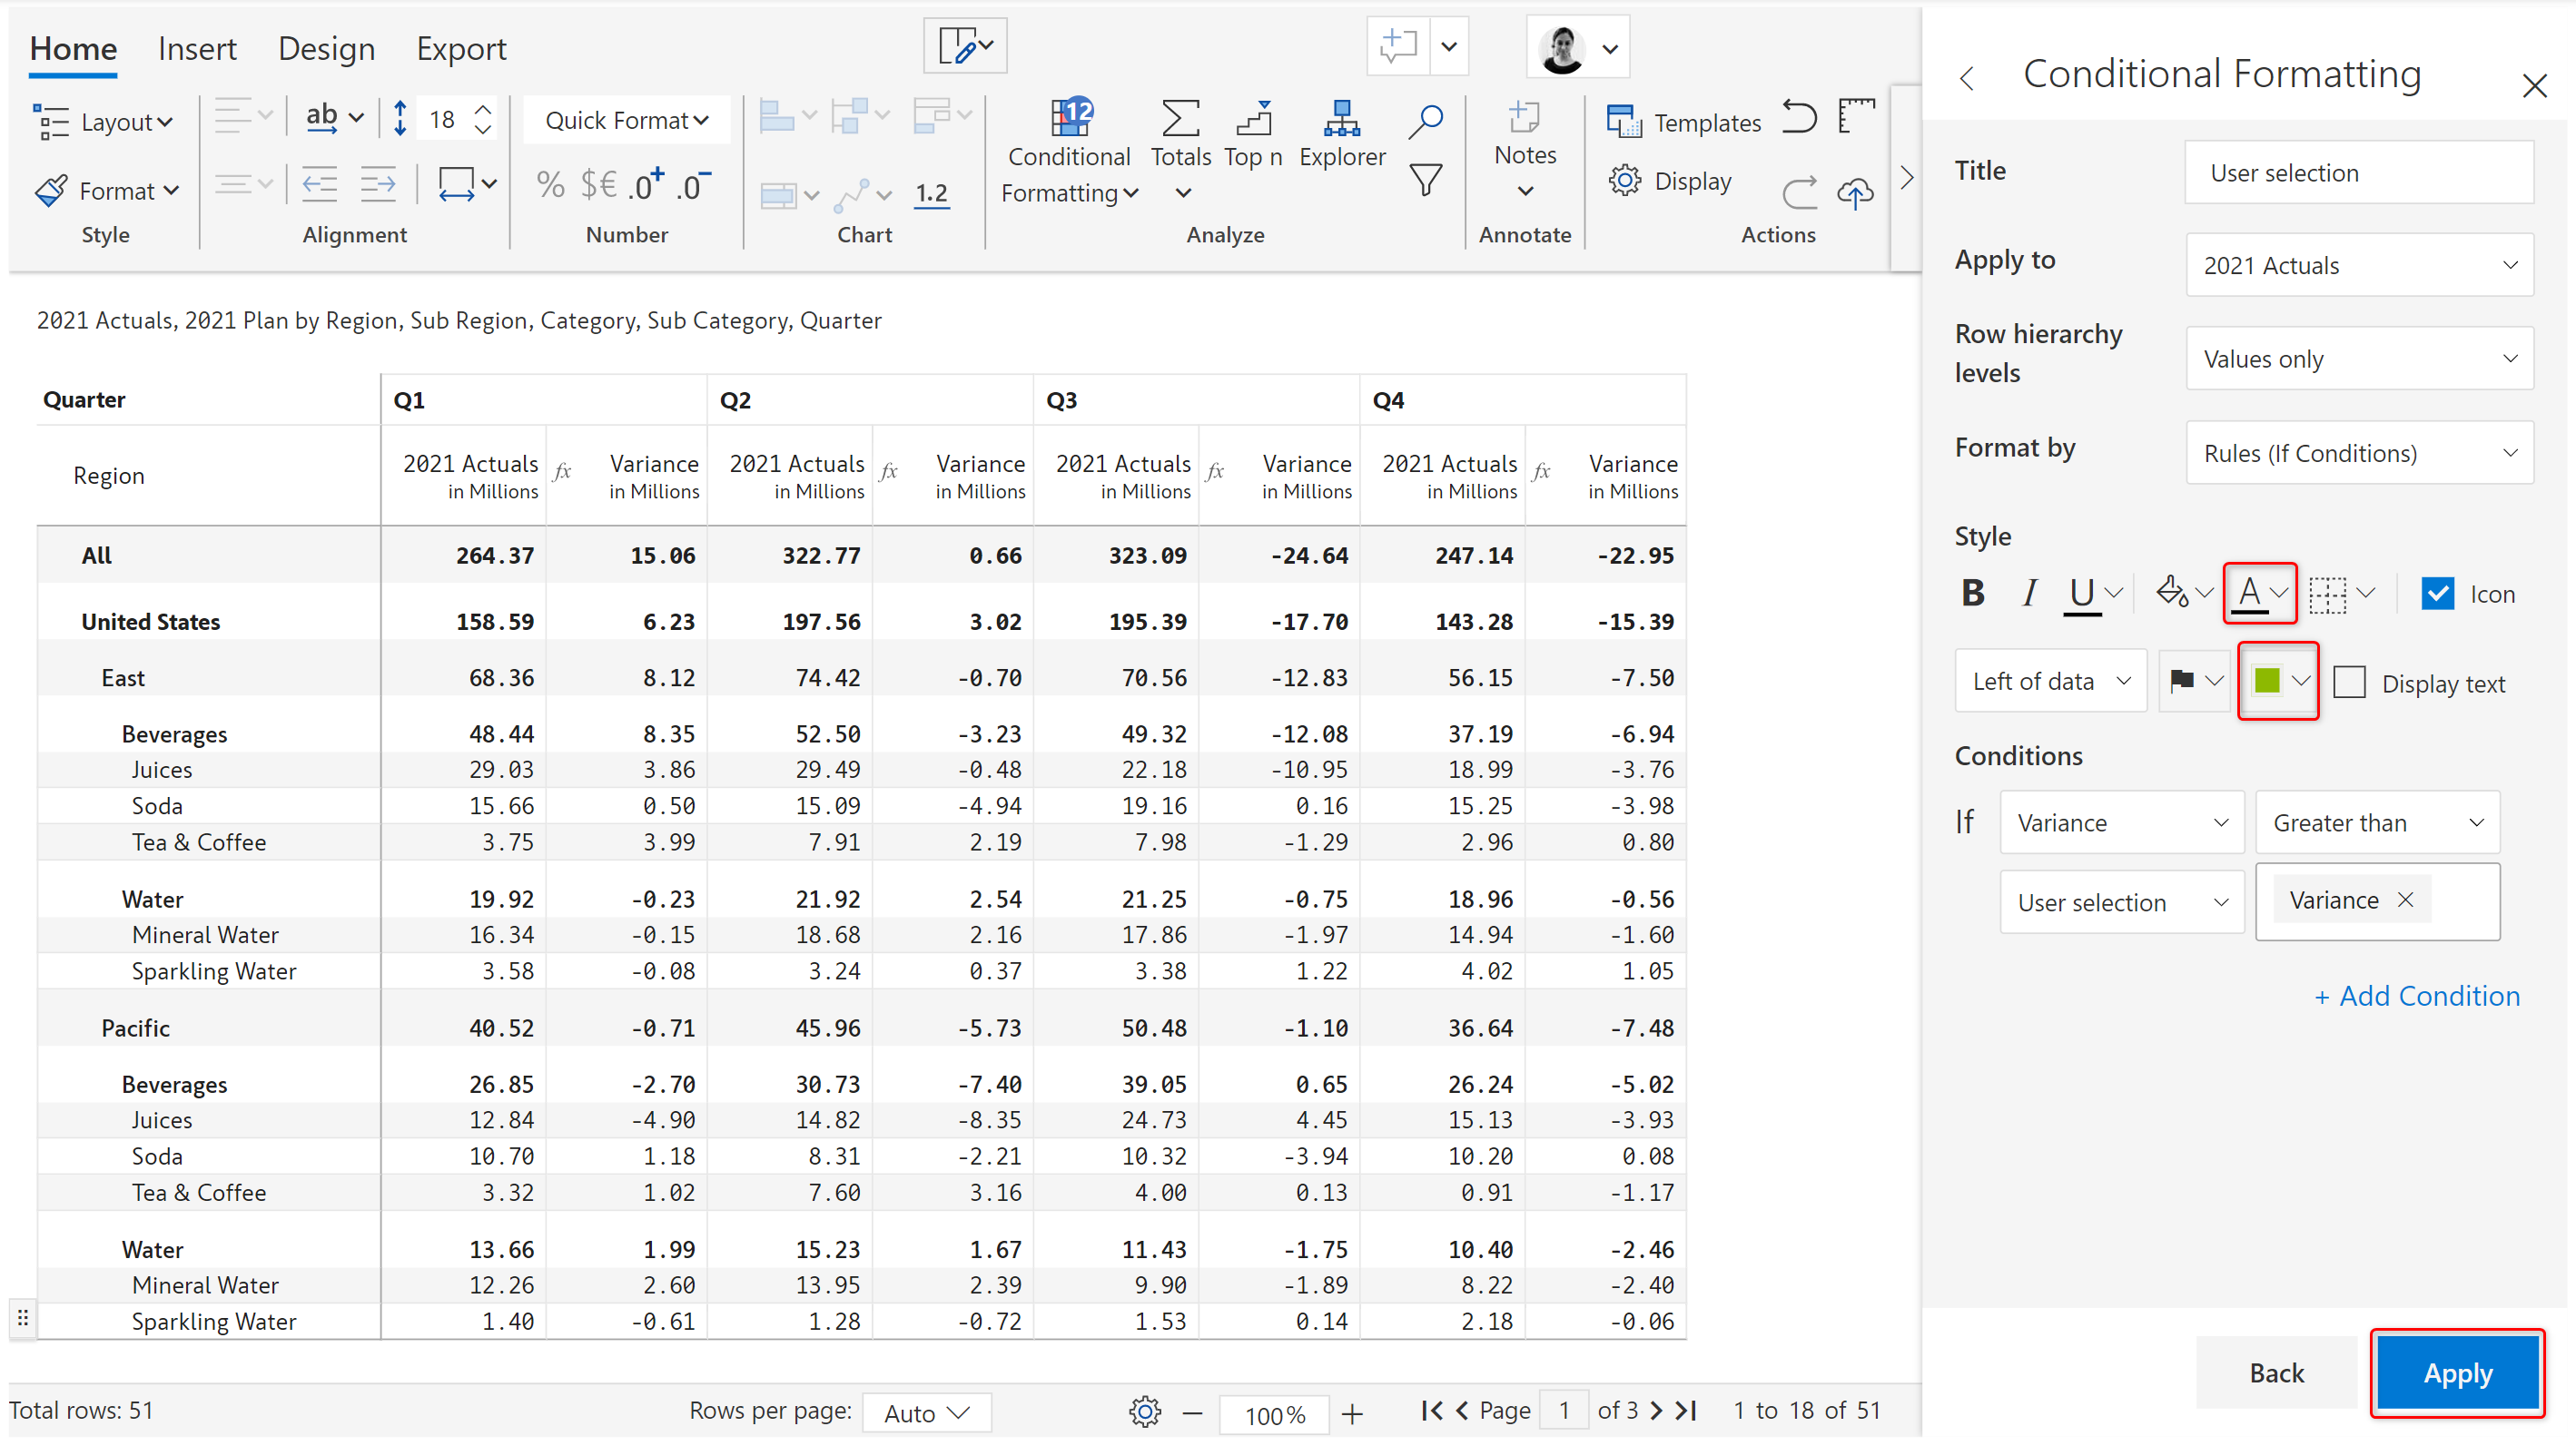 Home Insert Design Export
Layout ab 18 Quick Format 12 Templates
Conditional Totals Top n Explorer Notes
Format % $€ .0+ .0- 1.2 Formatting Display
Style Alignment Number Chart Analyze Annotate Actions
2021 Actuals, 2021 Plan by Region, Sub Region, Category, Sub Category, Quarter
Quarter Q1 Q2 Q3 Q4
Region 2021 Actuals fx Variance 2021 Actuals fx Variance 2021 Actuals fx Variance 2021 Actuals fx Variance
in Millions in Millions in Millions in Millions in Millions in Millions in Millions in Millions
All 264.37 15.06 322.77 0.66 323.09 -24.64 247.14 -22.95
United States 158.59 6.23 197.56 3.02 195.39 -17.70 143.28 -15.39
East 68.36 8.12 74.42 -0.70 70.56 -12.83 56.15 -7.50
Beverages 48.44 8.35 52.50 -3.23 49.32 -12.08 37.19 -6.94
Juices 29.03 3.86 29.49 -0.48 22.18 -10.95 18.99 -3.76
Soda 15.66 0.50 15.09 -4.94 19.16 0.16 15.25 -3.98
Tea & Coffee 3.75 3.99 7.91 2.19 7.98 -1.29 2.96 0.80
Water 19.92 -0.23 21.92 2.54 21.25 -0.75 18.96 -0.56
Mineral Water 16.34 -0.15 18.68 2.16 17.86 -1.97 14.94 -1.60
Sparkling Water 3.58 -0.08 3.24 0.37 3.38 1.22 4.02 1.05
Pacific 40.52 -0.71 45.96 -5.73 50.48 -1.10 36.64 -7.48
Beverages 26.85 -2.70 30.73 -7.40 39.05 0.65 26.24 -5.02
Juices 12.84 -4.90 14.82 -8.35 24.73 4.45 15.13 -3.93
Soda 10.70 1.18 8.31 -2.21 10.32 -3.94 10.20 0.08
Tea & Coffee 3.32 1.02 7.60 3.16 4.00 0.13 0.91 -1.17
Water 13.66 1.99 15.23 1.67 11.43 -1.75 10.40 -2.46
Mineral Water 12.26 2.60 13.95 2.39 9.90 -1.89 8.22 -2.40
Sparkling Water 1.40 -0.61 1.28 -0.72 1.53 0.14 2.18 -0.06
Total rows: 51 Rows per page: Auto 100% Page 1 of 3 1 to 18 of 51
Conditional Formatting
Title User selection
Apply to 2021 Actuals
Row hierarchy
levels Values only
Format by Rules (If Conditions)
Style
B I U A Icon
Left of data Display text
Conditions
If Variance Greater than
User selection Variance
+ Add Condition
Back Apply